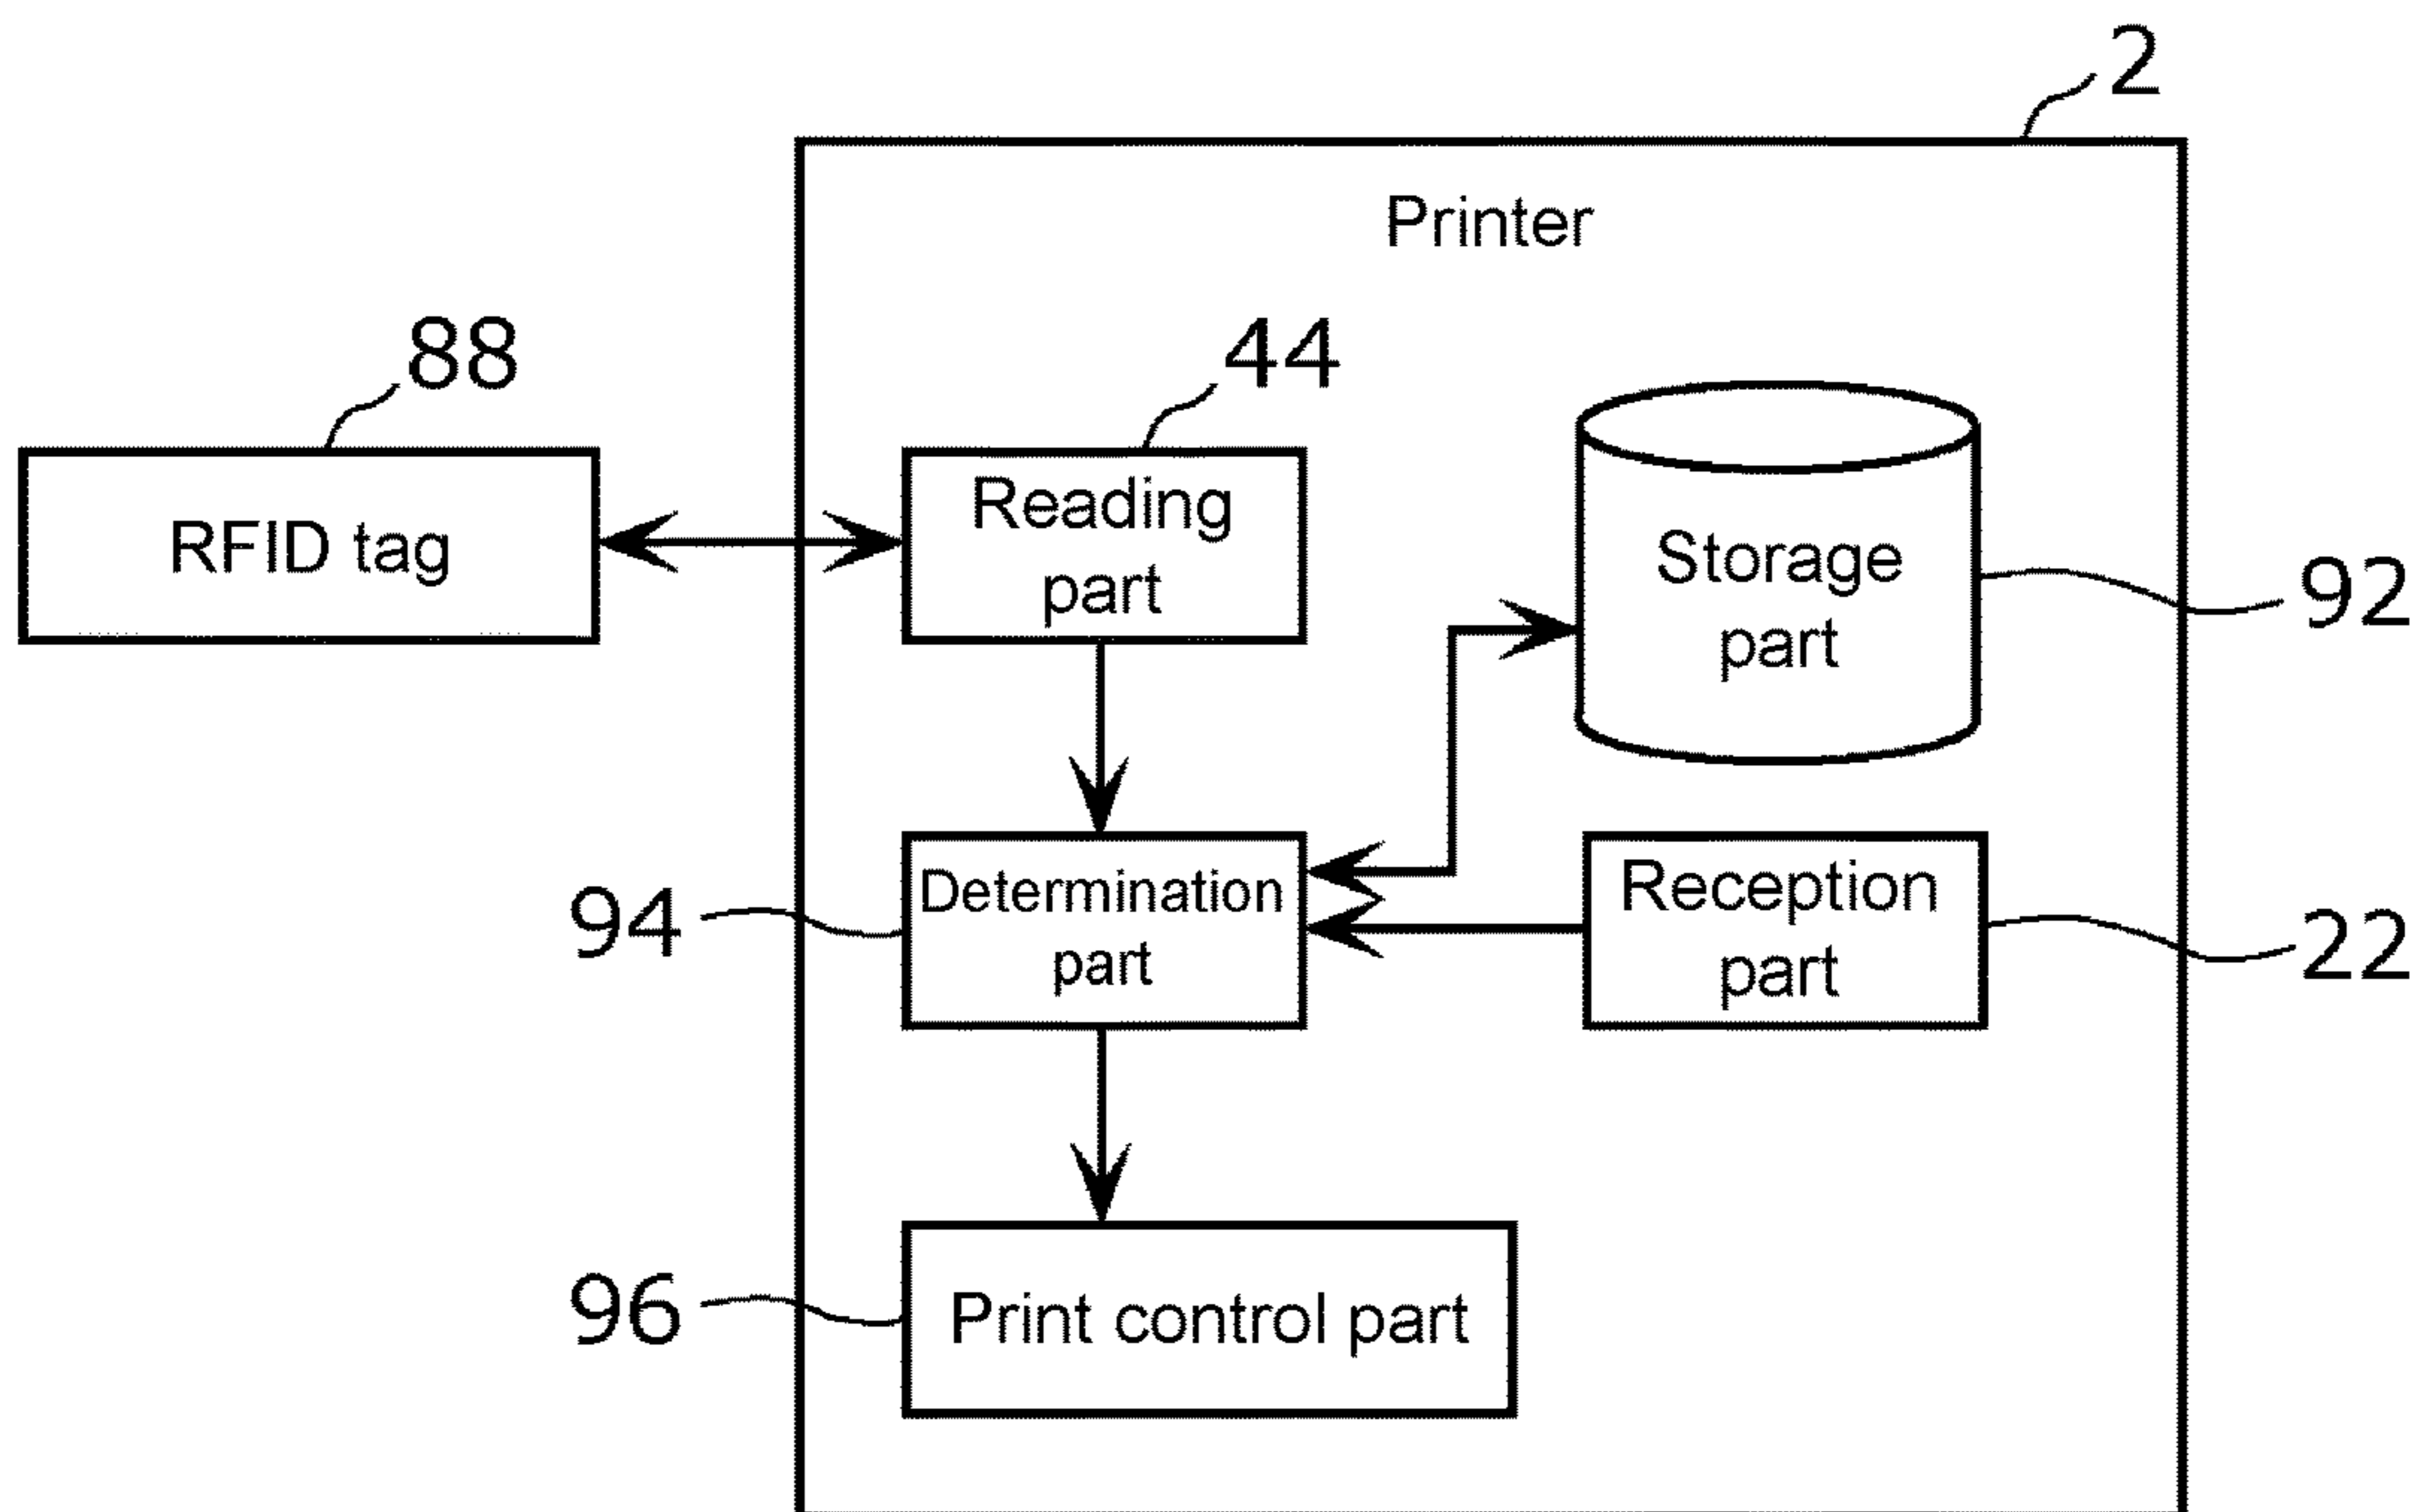 2
Printer
88
44
RFID tag
Reading
part
Storage
part
92
94
Determination
part
Reception
part
22
96
Print control part